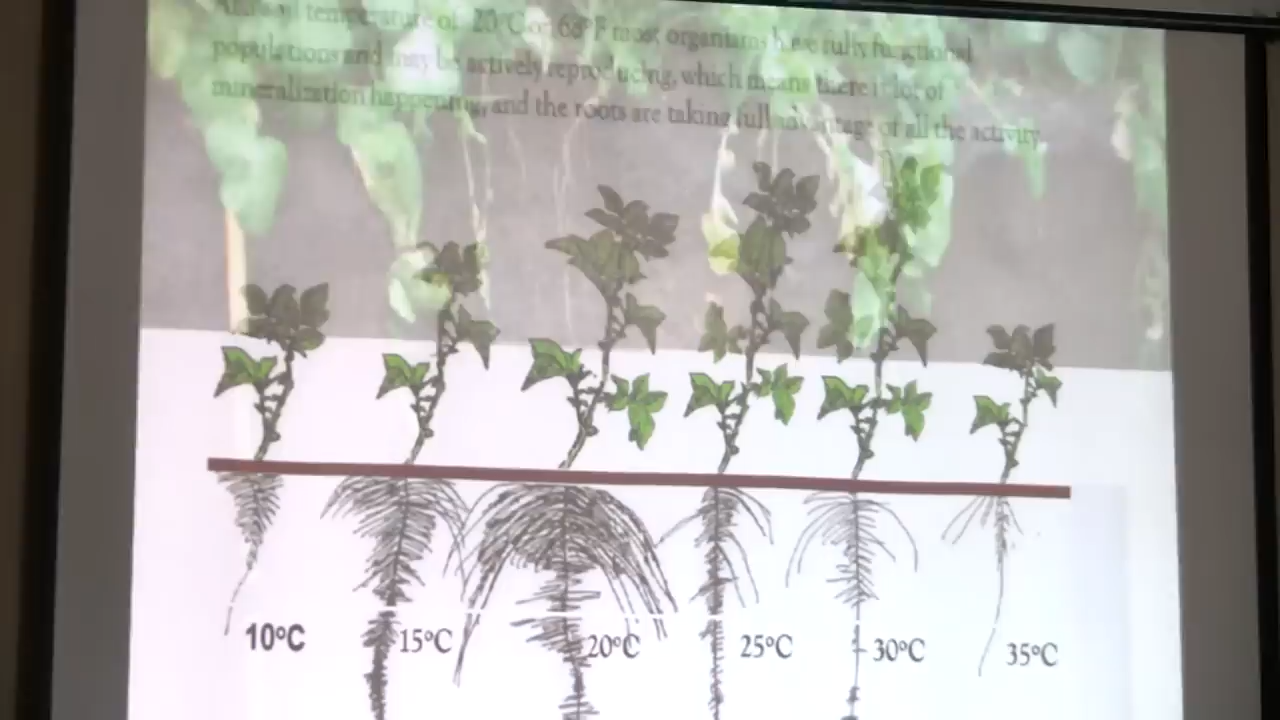 temperature of 20°C or 68°F most organisms have fully functional
populations and may be actively reproducing, which means there is lot of
mineralization happening, and the roots are taking full advantage of all the activity.
10°C
15°C
20°C
25°C
30°C
35°C